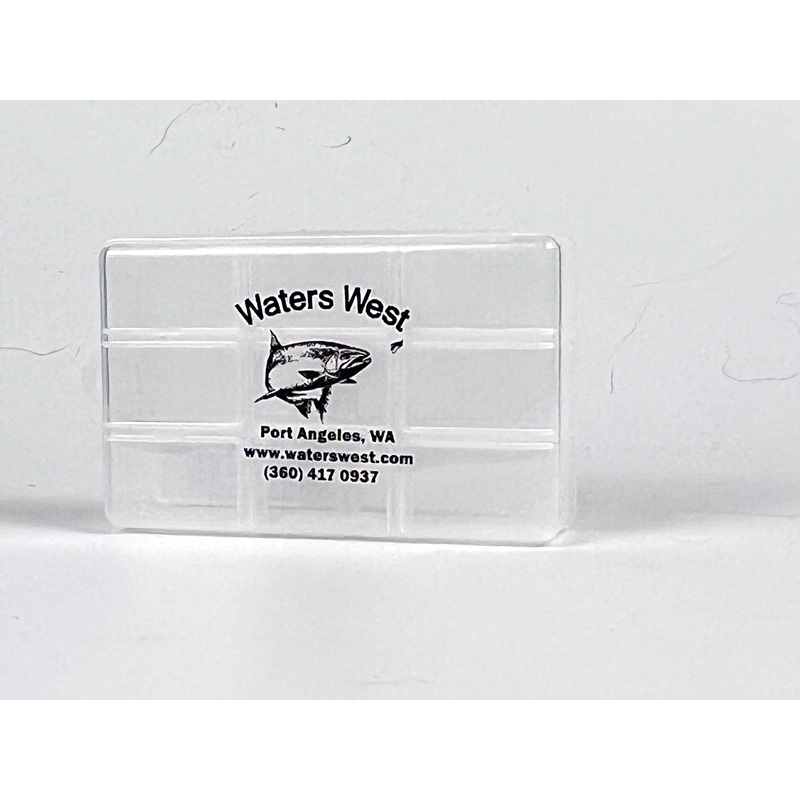 Waters West
Port Angeles, WA
www.waterswest.com
(360) 417 0937